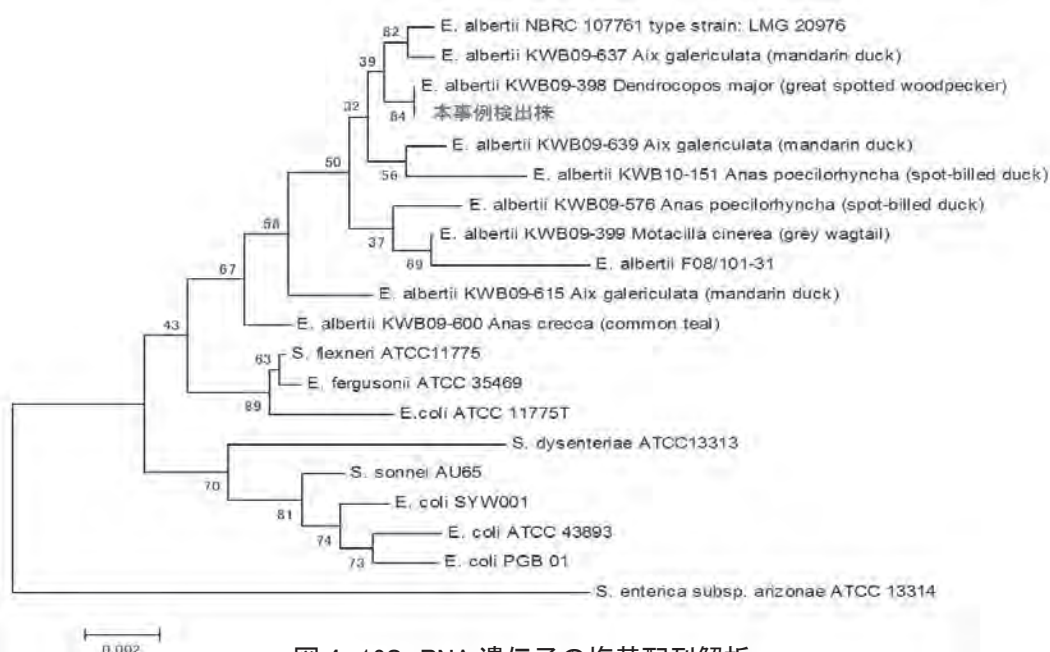 E. albertii NBRC 107761 type strain: LMG 20976
82
E. albertii KWB09-637 Aix galericulata (mandarin duck)
39
E. albertii KWB09-398 Dendrocopos major (great spotted woodpecker)
84
本事例検出株
32
E. albertii KWB09-639 Aix galericulata (mandarin duck)
50
56
E. albertii KWB10-151 Anas poecilorhyncha (spot-billed duck)
E. albertii KWB09-576 Anas poecilorhyncha (spot-billed duck)
58
37
E. albertii KWB09-399 Motacilla cinerea (grey wagtail)
69
E. albertii F08/101-31
67
E. albertii KWB09-615 Aix galericulata (mandarin duck)
43
E. albertii KWB09-600 Anas crecca (common teal)
63
S. flexneri ATCC11775
E. fergusonii ATCC 35469
89
E.coli ATCC 11775T
S. dysenteriae ATCC13313
70
S. sonnei AU65
81
E. coli SYW001
74
E. coli ATCC 43893
73
E. coli PGB 01
S. enterica subsp. arizonae ATCC 13314
0.002